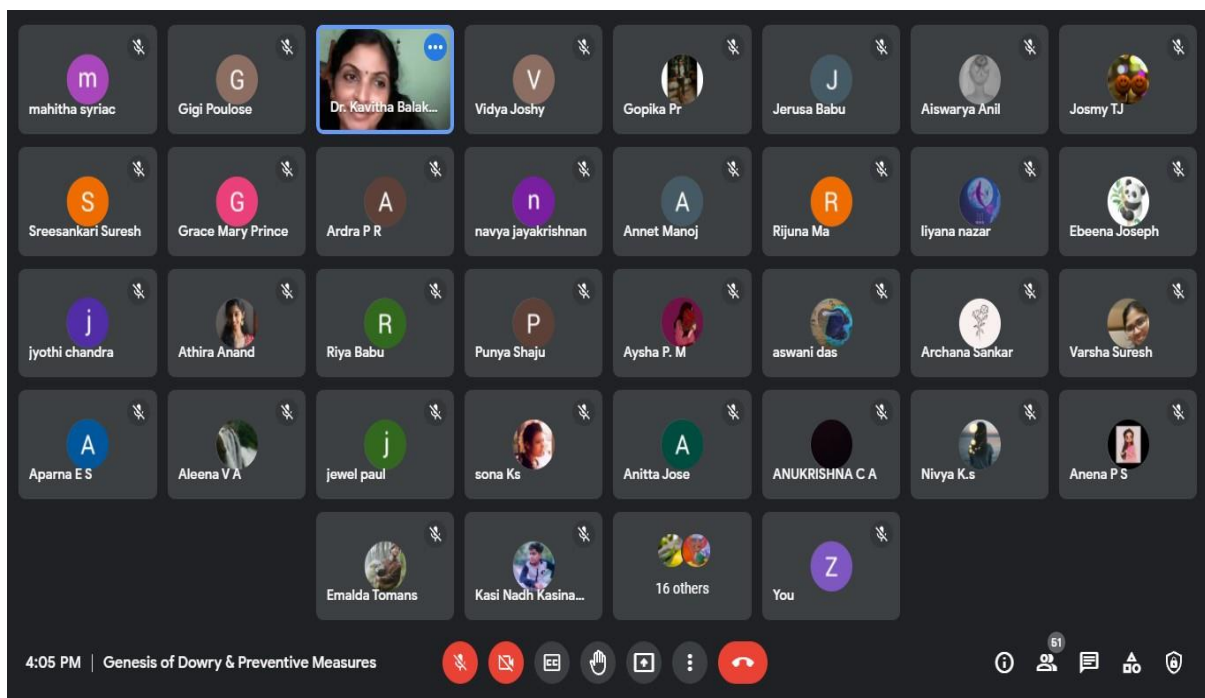 m
mahitha syriac
G
Gigi Poulose
Dr. Kavitha Balak...
V
Vidya Joshy
Gopika Pr
J
Jerusa Babu
Aiswarya Anil
Josmy TJ
S
Sreesankari Suresh
G
Grace Mary Prince
A
Ardra P R
n
navya jayakrishnan
A
Annet Manoj
R
Rijuna Ma
liyana nazar
Ebeena Joseph
j
jyothi chandra
Athira Anand
R
Riya Babu
P
Punya Shaju
Aysha P. M
aswani das
Archana Sankar
Varsha Suresh
A
Aparna E S
Aleena V A
j
jewel paul
sona Ks
A
Anitta Jose
ANUKRISHNA C A
Nivya K.s
Anena P S
Emalda Tomans
Kasi Nadh Kasina...
16 others
Z
You
4:05 PM | Genesis of Dowry & Preventive Measures
CC
51